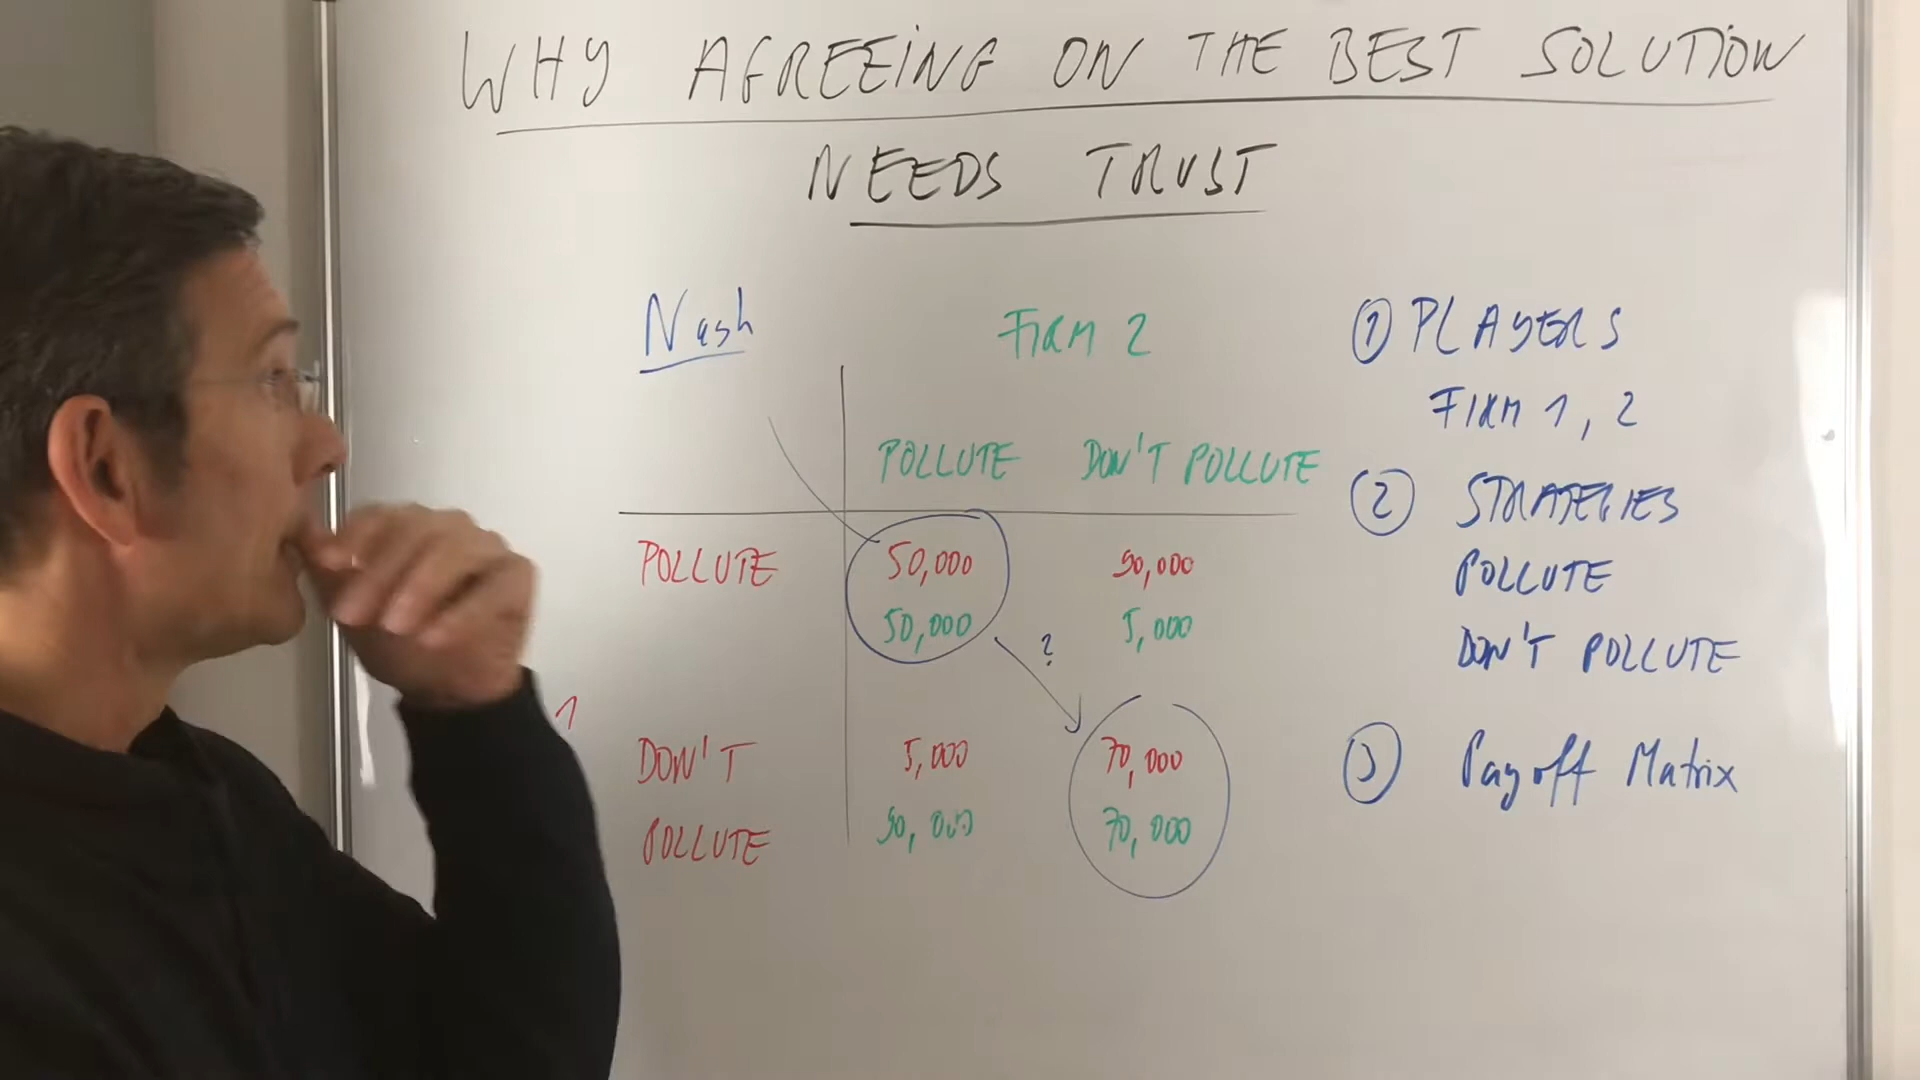 WHY AGREEING ON THE BEST SOLUTION
NEEDS TRUST
Nash
FIRM 2
POLLUTE DON'T POLLUTE
POLLUTE 50,000 90,000
50,000 5,000
?
1
DON'T 5,000 70,000
POLLUTE 90,000 70,000
① PLAYERS
FIRM 1, 2
② STRATEGIES
POLLUTE
DON'T POLLUTE
③ Payoff Matrix